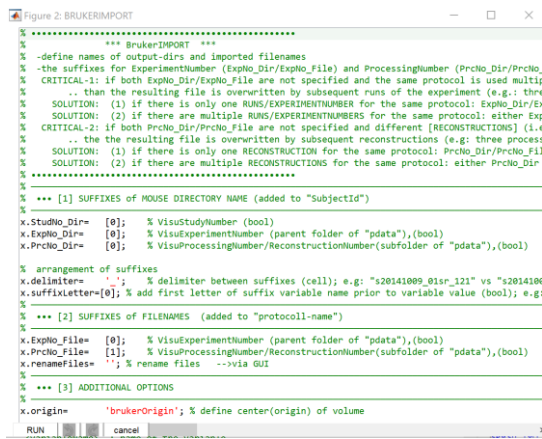 Figure 2: BRUKERIMPORT
% ••••••••••••••••••••••••••••••••••••••••••••••••••
% *** BrukerIMPORT ***
% -define names of output-dirs and imported filenames
% -the suffixes for ExperimentNumber (ExpNo_Dir/ExpNo_File) and ProcessingNumber (PrcNo_Dir/PrcNo_
% CRITICAL-1: if both ExpNo_Dir/ExpNo_File are not specified and the same protocol is used multip
% .. than the resulting file is overwritten by subsequent runs of the experiment (e.g.: thre
% SOLUTION: (1) if there is only one RUNS/EXPERIMENTNUMBER for the same protocol: ExpNo_Dir/Ex
% SOLUTION: (2) if there are multiple RUNS/EXPERIMENTNUMBERS for the same protocol: either Exp
% CRITICAL-2: if both PrcNo_Dir/PrcNo_File are not specified and different [RECONSTRUCTIONS] (i.e
% .. the the resulting file is overwritten by subsequent reconstructions (e.g: three process
% SOLUTION: (1) if there is only one RECONSTRUCTION for the same protocol: PrcNo_Dir/PrcNo_Fil
% SOLUTION: (2) if there are multiple RECONSTRUCTIONS for the same protocol: either PrcNo_Dir
% ••••••••••••••••••••••••••••••••••••••••••••••••••
%
% ••• [1] SUFFIXES of MOUSE DIRECTORY NAME (added to "SubjectId")
%
x.StudNo_Dir= [0]; % VisuStudyNumber (bool)
x.ExpNo_Dir= [0]; % VisuExperimentNumber (parent folder of "pdata"),(bool)
x.PrcNo_Dir= [0]; % VisuProcessingNumber/ReconstructionNumber(subfolder of "pdata"),(bool)
% arrangement of suffixes
x.delimiter= '_'; % delimiter between suffixes (cell); e.g: "s20141009_01sr_121" vs "s2014100
x.suffixLetter=[0]; % add first letter of suffix variable name prior to variable value (bool); e.g:
%
% ••• [2] SUFFIXES of FILENAMES (added to "protocoll-name")
%
x.ExpNo_File= [0]; % VisuExperimentNumber (parent folder of "pdata"),(bool)
x.PrcNo_File= [1]; % VisuProcessingNumber/ReconstructionNumber(subfolder of "pdata"),(bool)
x.renameFiles= ''; % rename files -->via GUI
%
% ••• [3] ADDITIONAL OPTIONS
%
x.origin= 'brukerOrigin'; % define center(origin) of volume
RUN cancel